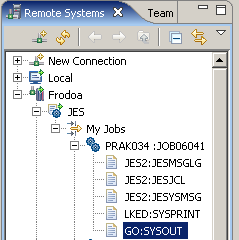 Remote Systems
Team
New Connection
Local
Frodoa
JES
My Jobs
PRAK034 :JOB06041
JES2:JESMSGLG
JES2:JESJCL
JES2:JESYSMSG
LKED:SYSPRINT
GO:SYSOUT